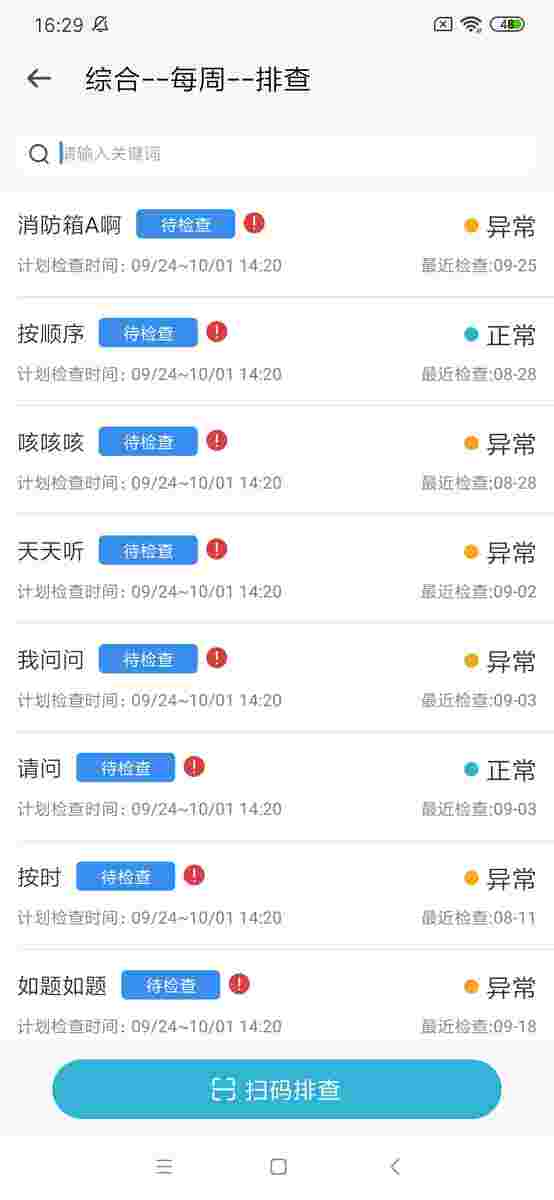 16:29
48
综合--每周--排查
请输入关键词
消防箱A啊 待检查 异常
计划检查时间：09/24~10/01 14:20 最近检查:09-25
按顺序 待检查 正常
计划检查时间：09/24~10/01 14:20 最近检查:08-28
咳咳咳 待检查 异常
计划检查时间：09/24~10/01 14:20 最近检查:08-28
天天听 待检查 异常
计划检查时间：09/24~10/01 14:20 最近检查:09-02
我问问 待检查 异常
计划检查时间：09/24~10/01 14:20 最近检查:09-03
请问 待检查 正常
计划检查时间：09/24~10/01 14:20 最近检查:09-03
按时 待检查 异常
计划检查时间：09/24~10/01 14:20 最近检查:08-11
如题如题 待检查 异常
计划检查时间：09/24~10/01 14:20 最近检查:09-18
扫码排查